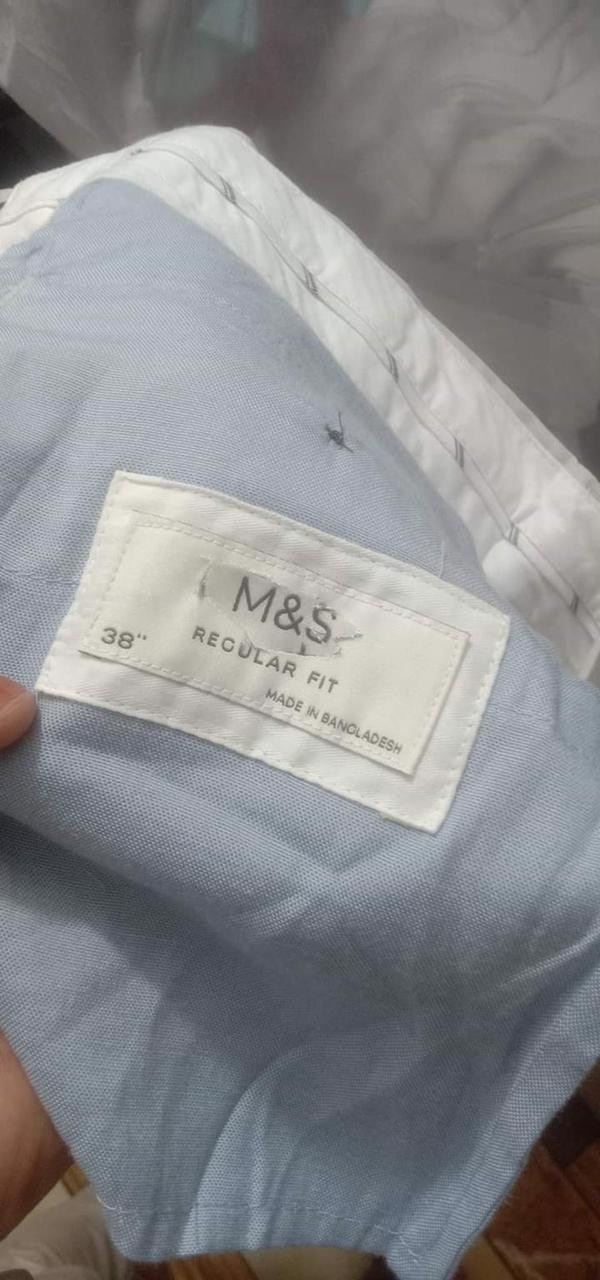 M&S
38"
REGULAR FIT
MADE IN BANGLADESH